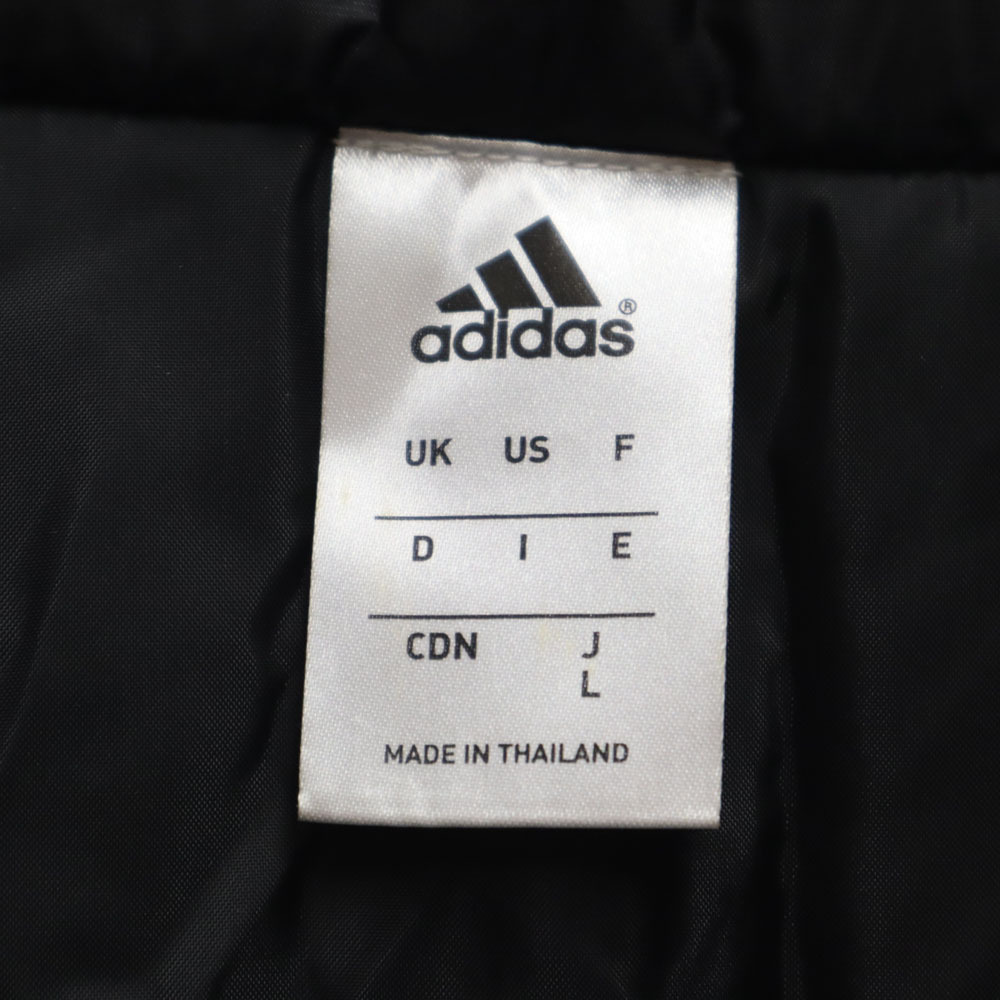 adidas®
UK US F
D I E
CDN J
L
MADE IN THAILAND